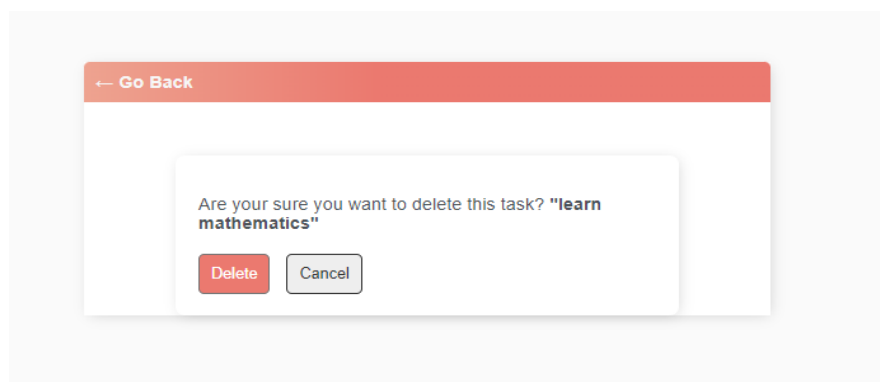 ← Go Back
Are your sure you want to delete this task? "learn
mathematics"
Delete Cancel